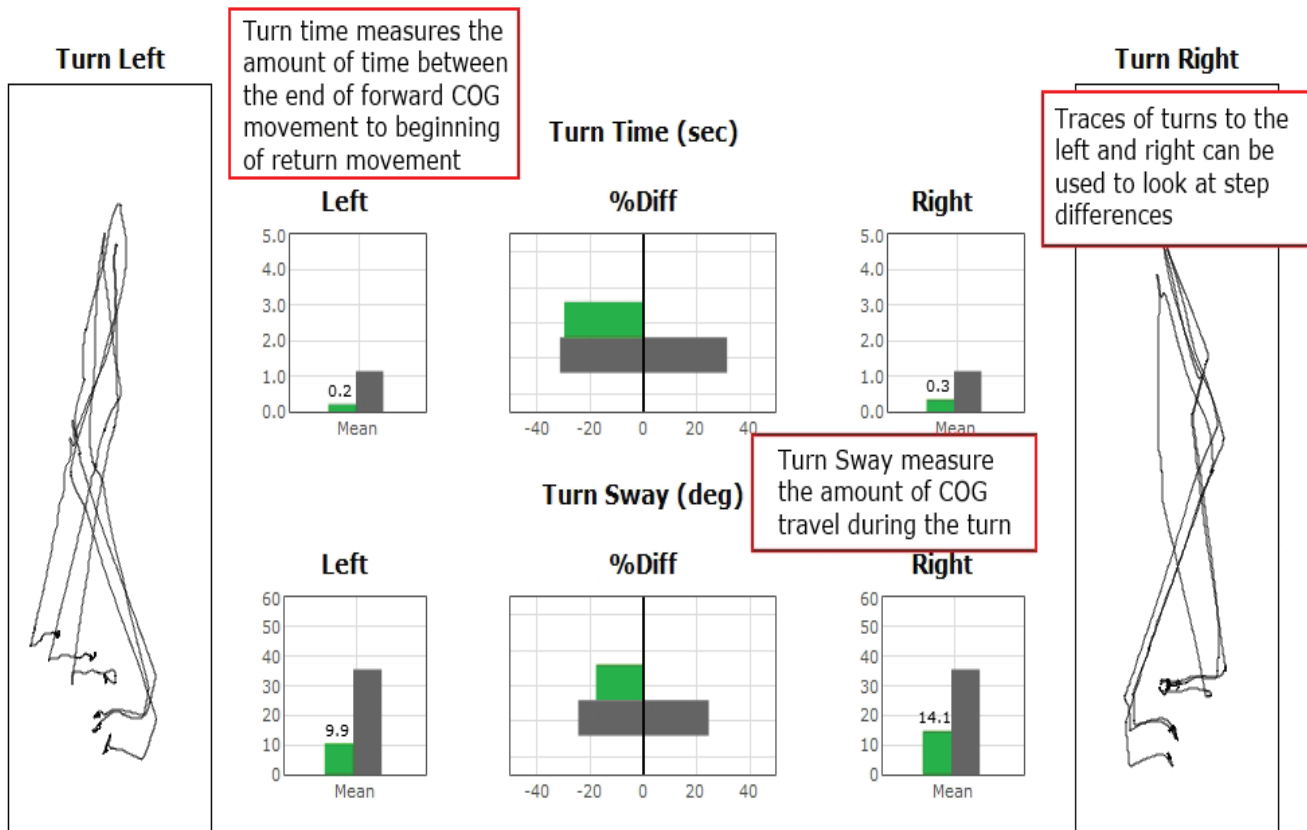 Turn Left
Turn time measures the
amount of time between
the end of forward COG
movement to beginning
of return movement
Turn Right
Traces of turns to the
left and right can be
used to look at step
differences
Turn Time (sec)
Left
%Diff
Right
5.0
4.0
3.0
2.0
1.0
0.0
0.2
Mean
-40
-20
0
20
40
5.0
4.0
3.0
2.0
1.0
0.0
0.3
Mean
Turn Sway (deg)
Turn Sway measure
the amount of COG
travel during the turn
Left
%Diff
Right
60
50
40
30
20
10
0
9.9
Mean
-40
-20
0
20
40
60
50
40
30
20
10
0
14.1
Mean